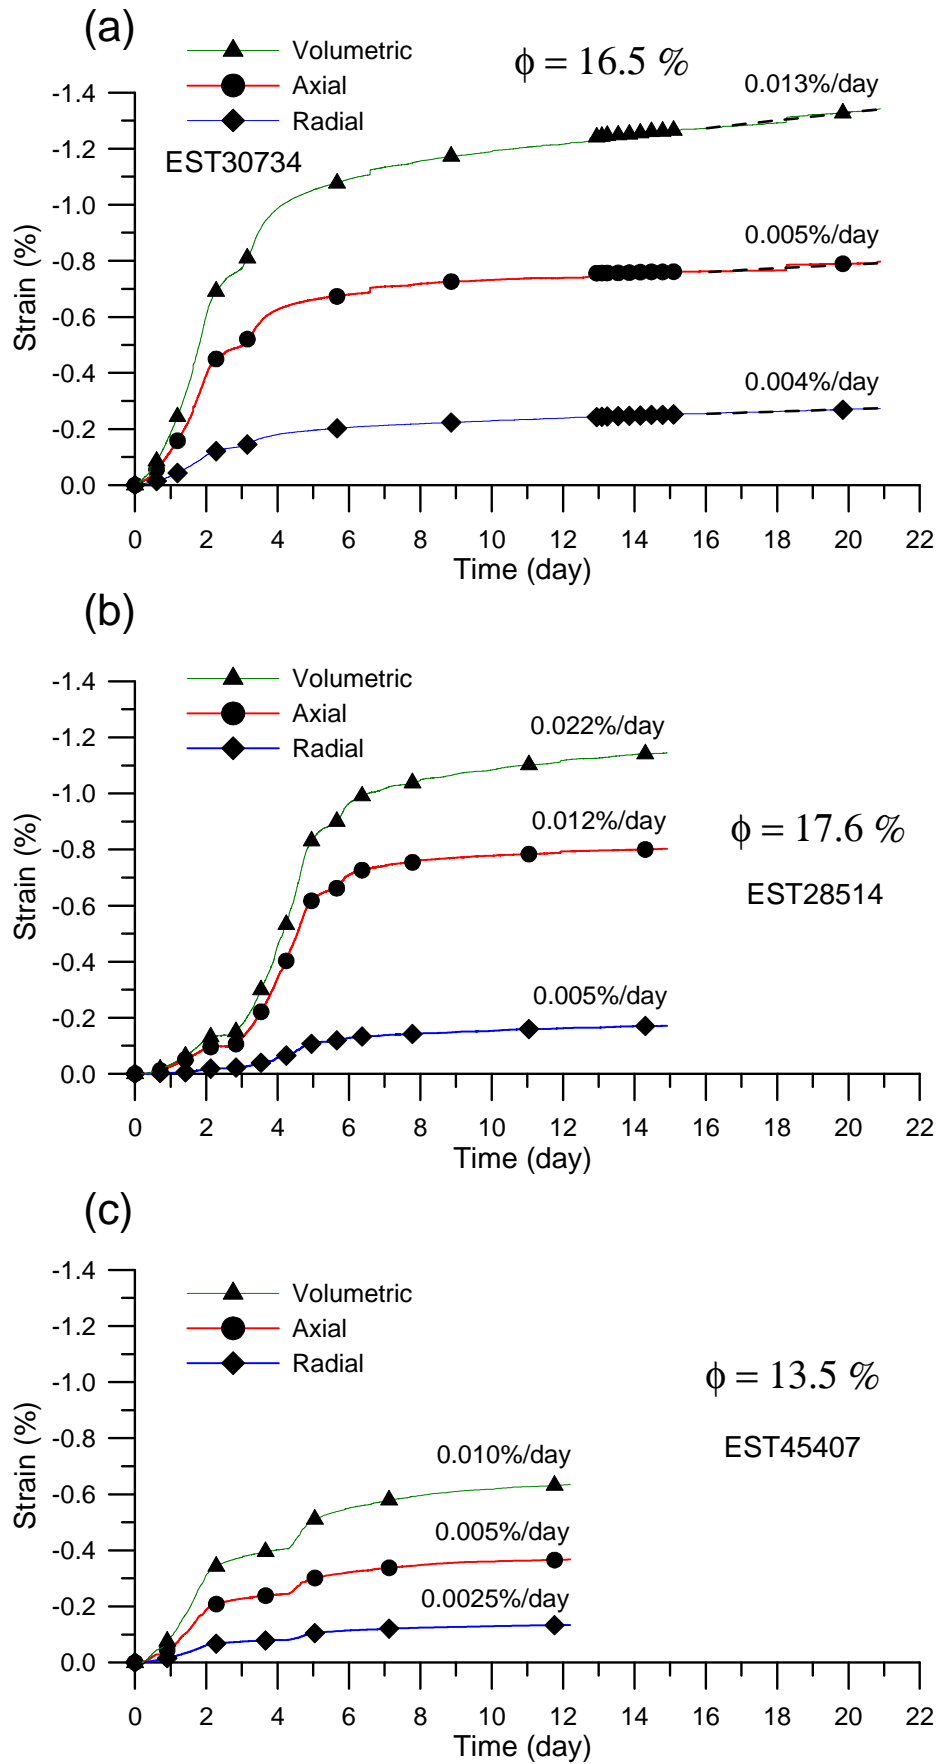 (a)
Volumetric
Axial
Radial
EST30734
ϕ = 16.5 %
0.013%/day
0.005%/day
0.004%/day
-1.4
-1.2
-1.0
-0.8
-0.6
-0.4
-0.2
0.0
Strain (%)
0 2 4 6 8 10 12 14 16 18 20 22
Time (day)
(b)
Volumetric
Axial
Radial
0.022%/day
0.012%/day
0.005%/day
ϕ = 17.6 %
EST28514
-1.4
-1.2
-1.0
-0.8
-0.6
-0.4
-0.2
0.0
Strain (%)
0 2 4 6 8 10 12 14 16 18 20 22
Time (day)
(c)
Volumetric
Axial
Radial
ϕ = 13.5 %
EST45407
0.010%/day
0.005%/day
0.0025%/day
-1.4
-1.2
-1.0
-0.8
-0.6
-0.4
-0.2
0.0
Strain (%)
0 2 4 6 8 10 12 14 16 18 20 22
Time (day)